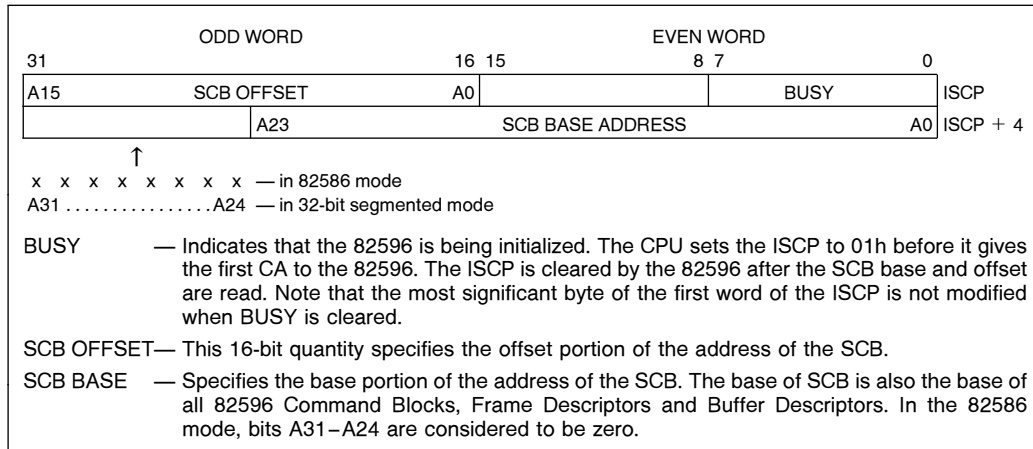 ODD WORD EVEN WORD
31 16 15 8 7 0
A15 SCB OFFSET A0 BUSY ISCP
A23 SCB BASE ADDRESS A0 ISCP + 4
↑
x x x x x x x x — in 82586 mode
A31 . . . . . . . . . . . . . . . . A24 — in 32-bit segmented mode
BUSY — Indicates that the 82596 is being initialized. The CPU sets the ISCP to 01h before it gives
the first CA to the 82596. The ISCP is cleared by the 82596 after the SCB base and offset
are read. Note that the most significant byte of the first word of the ISCP is not modified
when BUSY is cleared.
SCB OFFSET— This 16-bit quantity specifies the offset portion of the address of the SCB.
SCB BASE — Specifies the base portion of the address of the SCB. The base of SCB is also the base of
all 82596 Command Blocks, Frame Descriptors and Buffer Descriptors. In the 82586
mode, bits A31–A24 are considered to be zero.